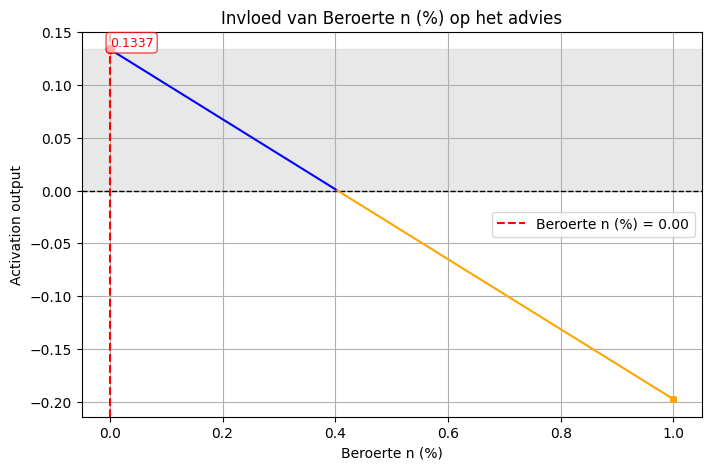 Invloed van Beroerte n (%) op het advies
0.15
0.1337
0.10
0.05
0.00
−0.05
−0.10
−0.15
−0.20
Activation output
Beroerte n (%) = 0.00
0.0 0.2 0.4 0.6 0.8 1.0
Beroerte n (%)